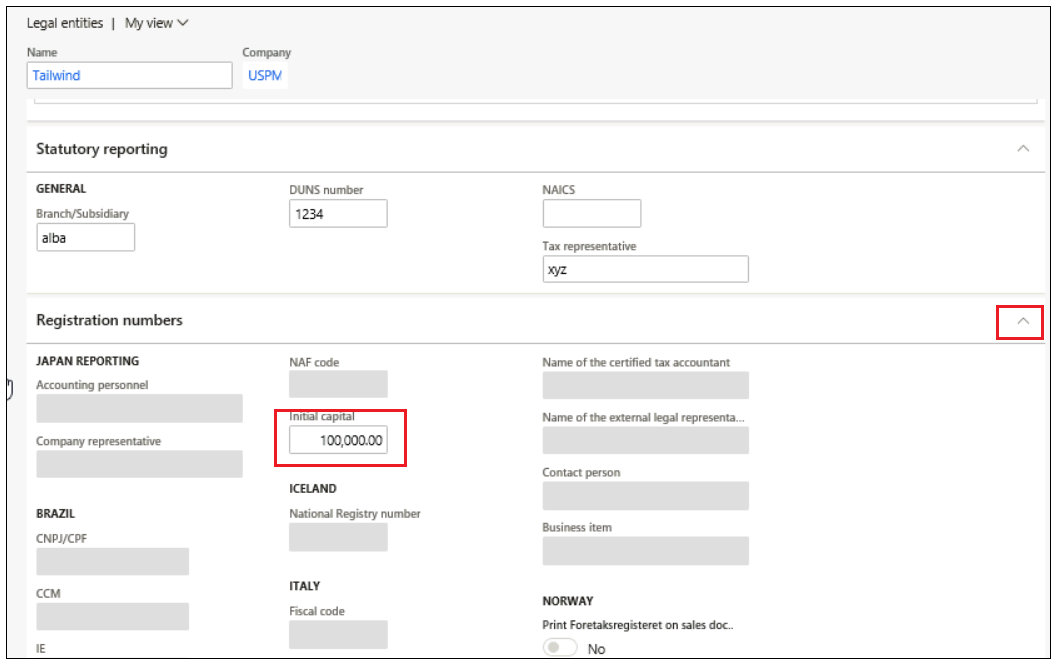 Legal entities | My view
Name
Company
Tailwind
USPM
Statutory reporting
GENERAL
Branch/Subsidiary
alba
DUNS number
1234
NAICS
Tax representative
xyz
Registration numbers
JAPAN REPORTING
Accounting personnel
Company representative
BRAZIL
CNPJ/CPF
CCM
IE
NAF code
Initial capital
100,000.00
ICELAND
National Registry number
ITALY
Fiscal code
Name of the certified tax accountant
Name of the external legal representa...
Contact person
Business item
NORWAY
Print Foretaksregisteret on sales doc..
No